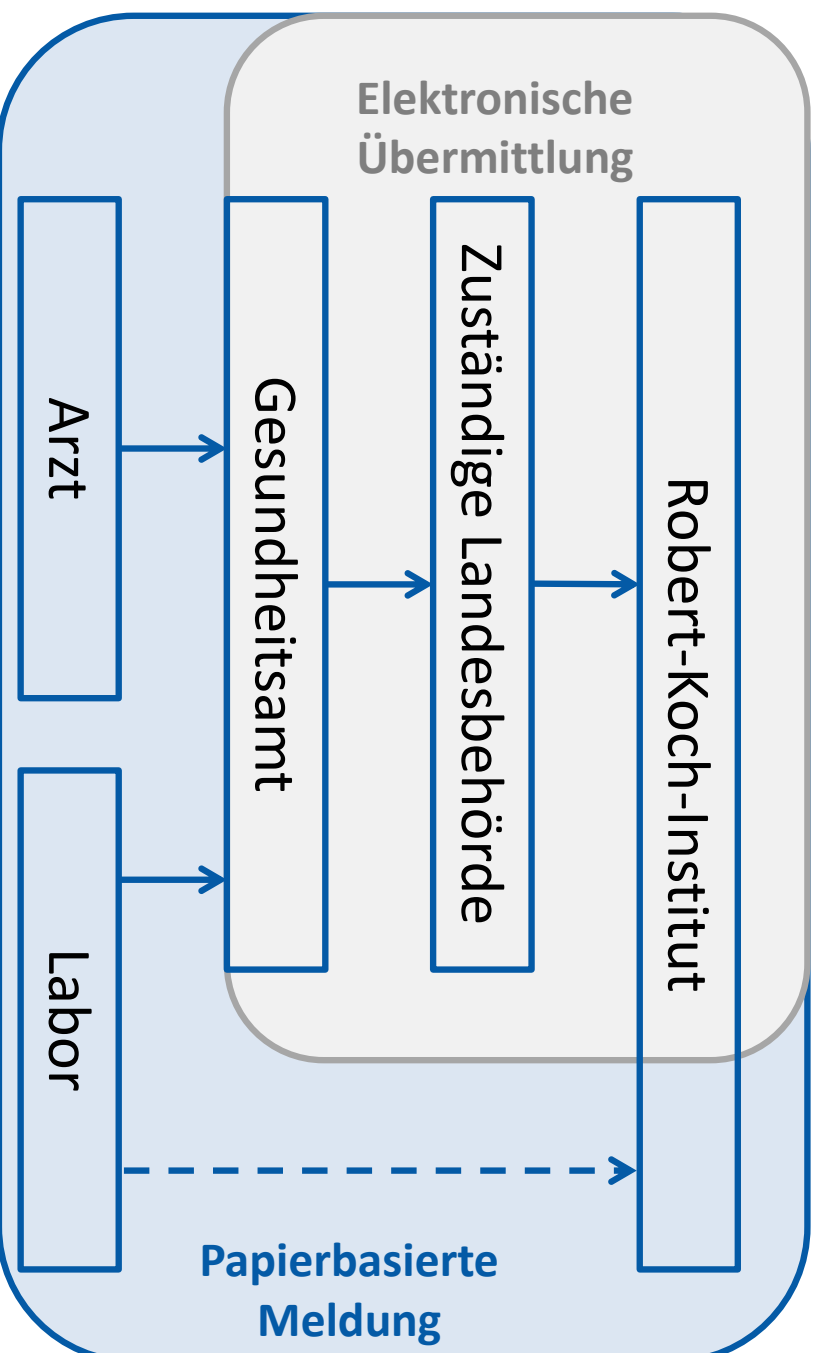 Elektronische
Übermittlung
Arzt
Gesundheitsamt
Zuständige Landesbehörde
Robert-Koch-Institut
Labor
Papierbasierte
Meldung